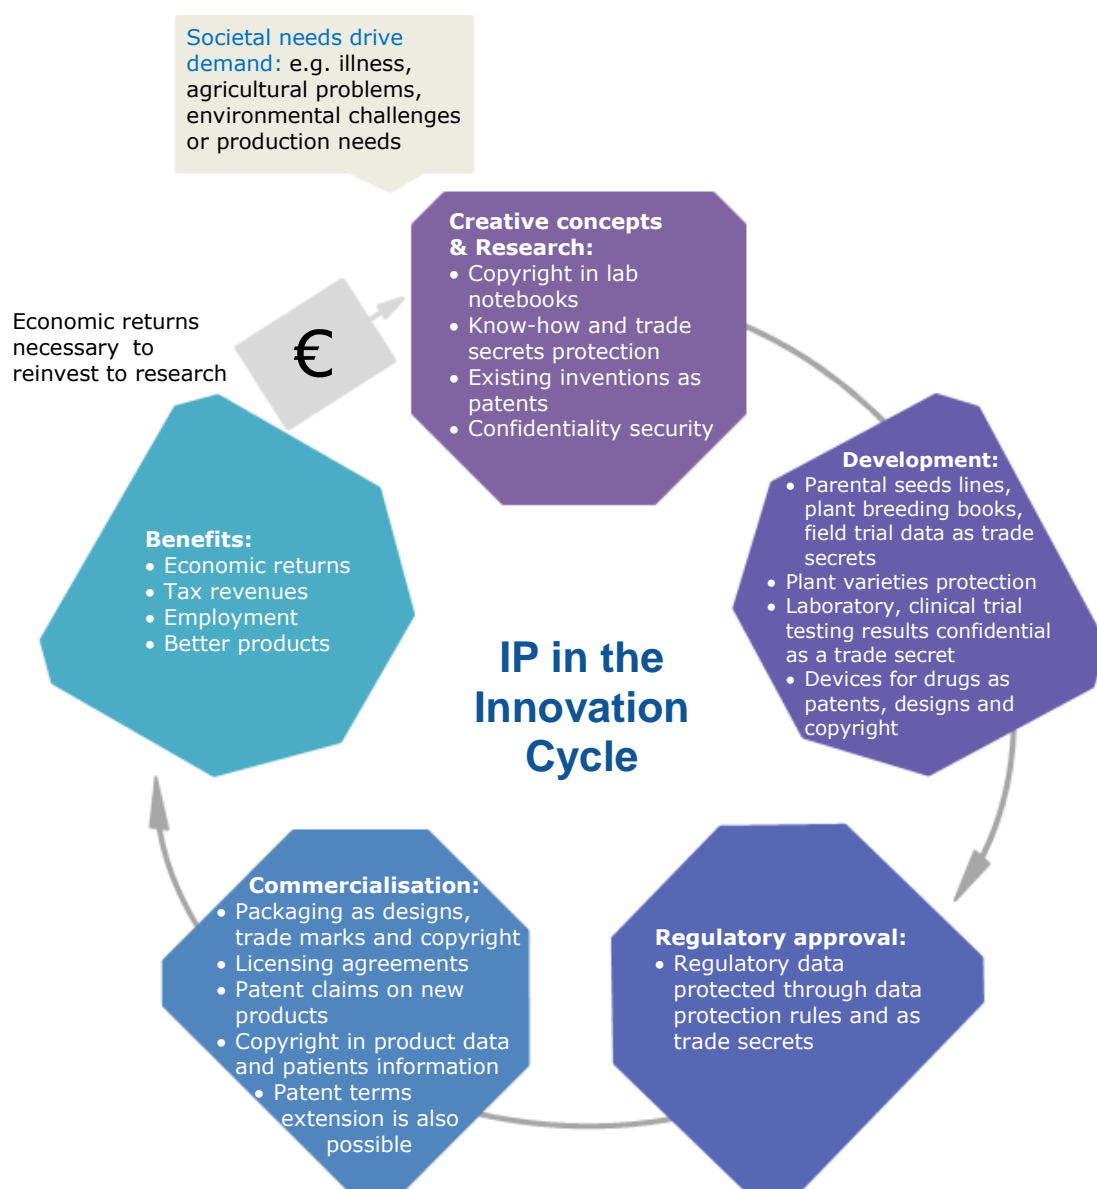 Societal needs drive
demand: e.g. illness,
agricultural problems,
environmental challenges
or production needs
Creative concepts
& Research:
• Copyright in lab
notebooks
• Know-how and trade
secrets protection
• Existing inventions as
patents
• Confidentiality security
Economic returns
necessary to
reinvest to research
€
Development:
• Parental seeds lines,
plant breeding books,
field trial data as trade
secrets
• Plant varieties protection
• Laboratory, clinical trial
testing results confidential
as a trade secret
• Devices for drugs as
patents, designs and
copyright
Benefits:
• Economic returns
• Tax revenues
• Employment
• Better products
IP in the
Innovation
Cycle
Commercialisation:
• Packaging as designs,
trade marks and copyright
• Licensing agreements
• Patent claims on new
products
• Copyright in product data
and patients information
• Patent terms
extension is also
possible
Regulatory approval:
• Regulatory data
protected through data
protection rules and as
trade secrets